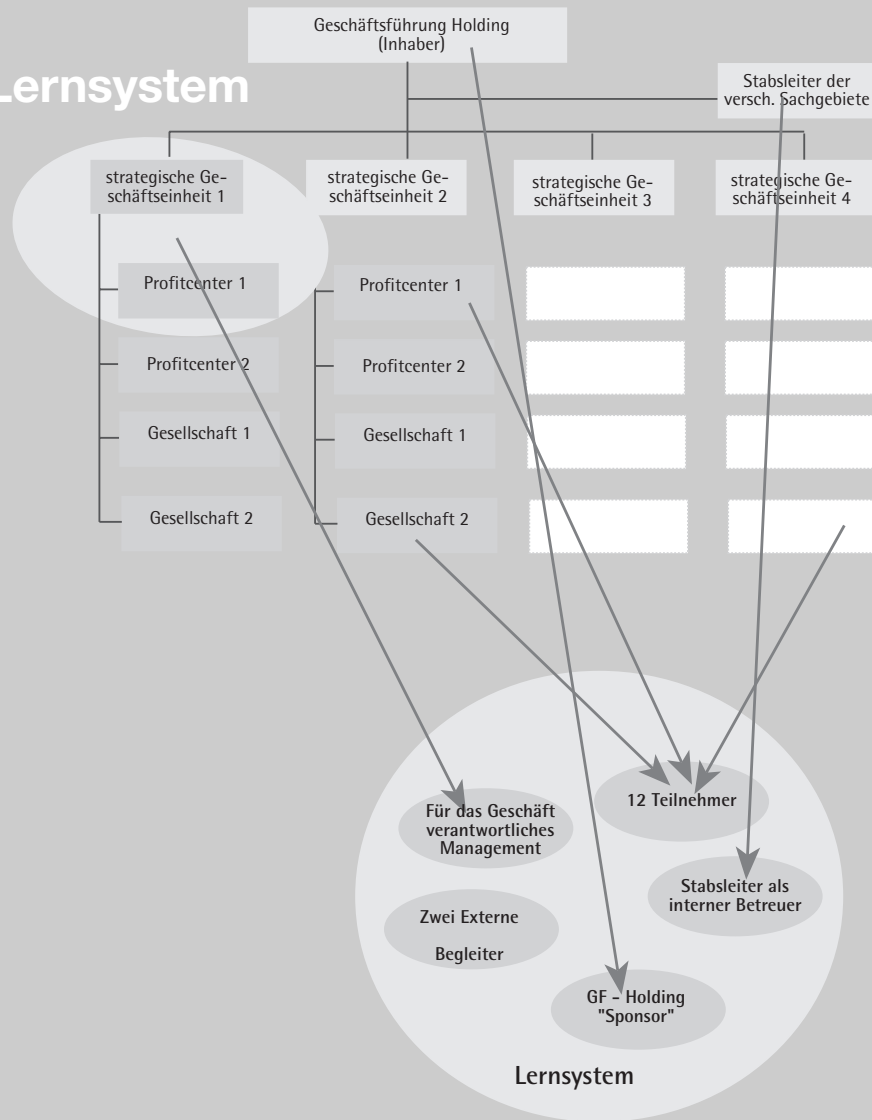 Geschäftsführung Holding
(Inhaber)
Lernsystem
Stabsleiter der
versch. Sachgebiete
strategische Ge-
schäftseinheit 1
strategische Ge-
schäftseinheit 2
strategische Ge-
schäftseinheit 3
strategische Ge-
schäftseinheit 4
Profitcenter 1
Profitcenter 2
Gesellschaft 1
Gesellschaft 2
Profitcenter 1
Profitcenter 2
Gesellschaft 1
Gesellschaft 2
12 Teilnehmer
Für das Geschäft
verantwortliches
Management
Stabsleiter als
interner Betreuer
Zwei Externe
Begleiter
GF - Holding
"Sponsor"
Lernsystem